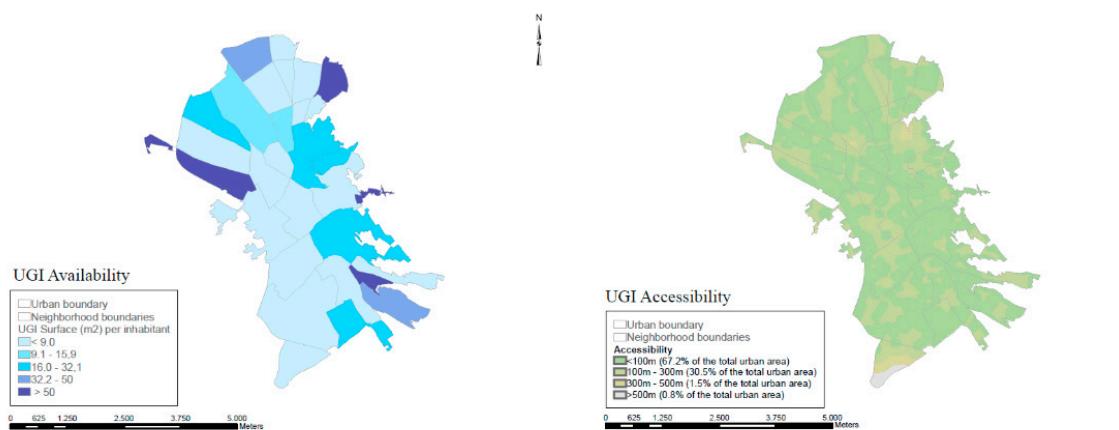 N
UGI Availability
Urban boundary
Neighborhood boundaries
UGI Surface (m2) per inhabitant
< 9.0
9.1 - 15,9
16.0 - 32,1
32.2 - 50
> 50
0 625 1.250 2.500 3.750 5.000
Meters
UGI Accessibility
Urban boundary
Neighborhood boundaries
Accessibility
<100m (67.2% of the total urban area)
100m - 300m (30.5% of the total urban area)
300m - 500m (1.5% of the total urban area)
>500m (0.8% of the total urban area)
0 625 1.250 2.500 3.750 5.000
Meters